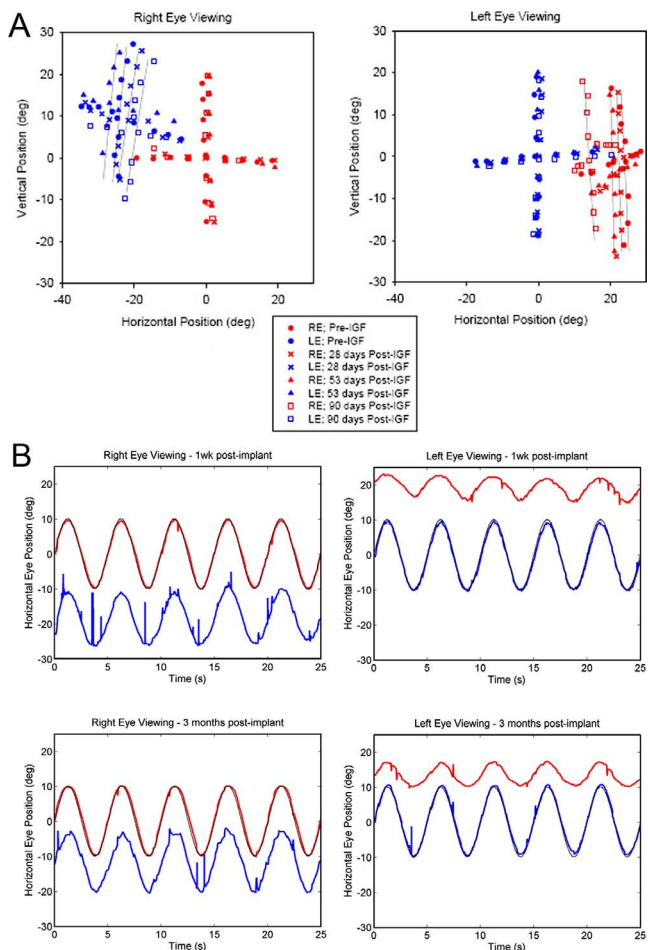 A
Right Eye Viewing
Left Eye Viewing
Vertical Position (deg)
30
20
10
0
-10
-20
-30
-40
-20
0
20
Horizontal Position (deg)
Vertical Position (deg)
30
20
10
0
-10
-20
-30
-20
0
20
Horizontal Position (deg)
RE; Pre-IGF
LE; Pre-IGF
RE; 28 days Post-IGF
LE; 28 days Post-IGF
RE; 53 days Post-IGF
LE; 53 days Post-IGF
RE; 90 days Post-IGF
LE; 90 days Post-IGF
B
Right Eye Viewing - 1wk post-implant
Horizontal Eye Position (deg)
20
10
0
-10
-20
-30
0
5
10
15
20
25
Time (s)
Left Eye Viewing - 1wk post-implant
Horizontal Eye Position (deg)
20
10
0
-10
-20
-30
0
5
10
15
20
25
Time (s)
Right Eye Viewing - 3 months post-implant
Horizontal Eye Position (deg)
20
10
0
-10
-20
-30
0
5
10
15
20
25
Time (s)
Left Eye Viewing - 3 months post-implant
Horizontal Eye Position (deg)
20
10
0
-10
-20
-30
0
5
10
15
20
25
Time (s)